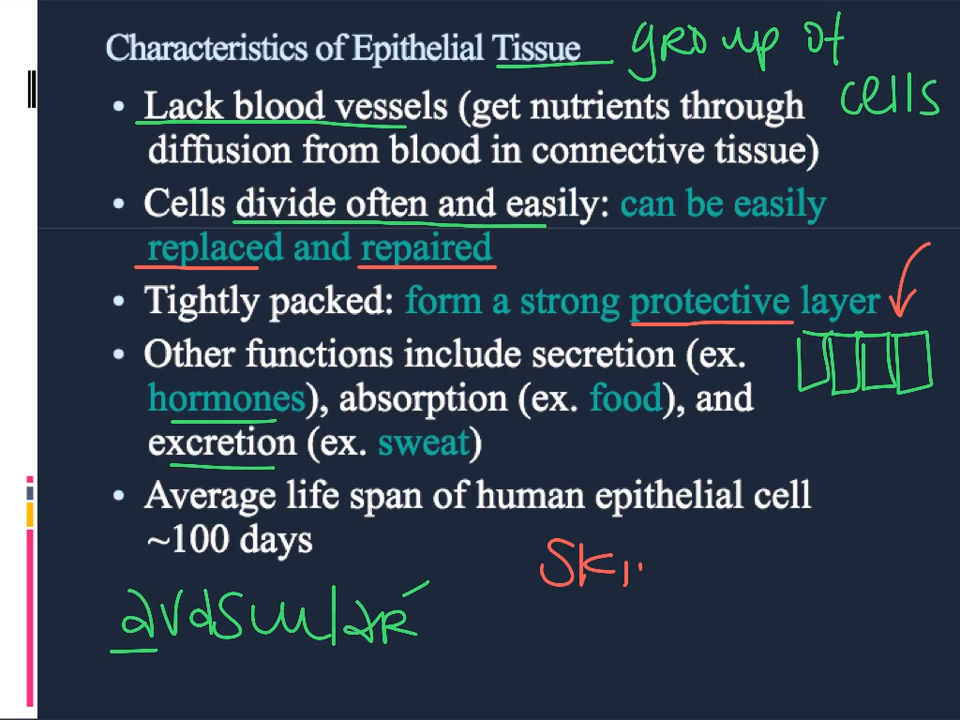 Characteristics of Epithelial Tissue group of
cells
• Lack blood vessels (get nutrients through
diffusion from blood in connective tissue)
• Cells divide often and easily: can be easily
replaced and repaired
• Tightly packed: form a strong protective layer
• Other functions include secretion (ex.
hormones), absorption (ex. food), and
excretion (ex. sweat)
• Average life span of human epithelial cell
~100 days
Ski
avascular